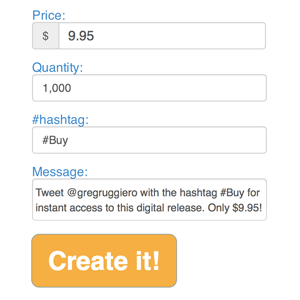 Price:
$ 9.95
Quantity:
1,000
#hashtag:
#Buy
Message:
Tweet @gregruggiero with the hashtag #Buy for
instant access to this digital release. Only $9.95!
Create it!